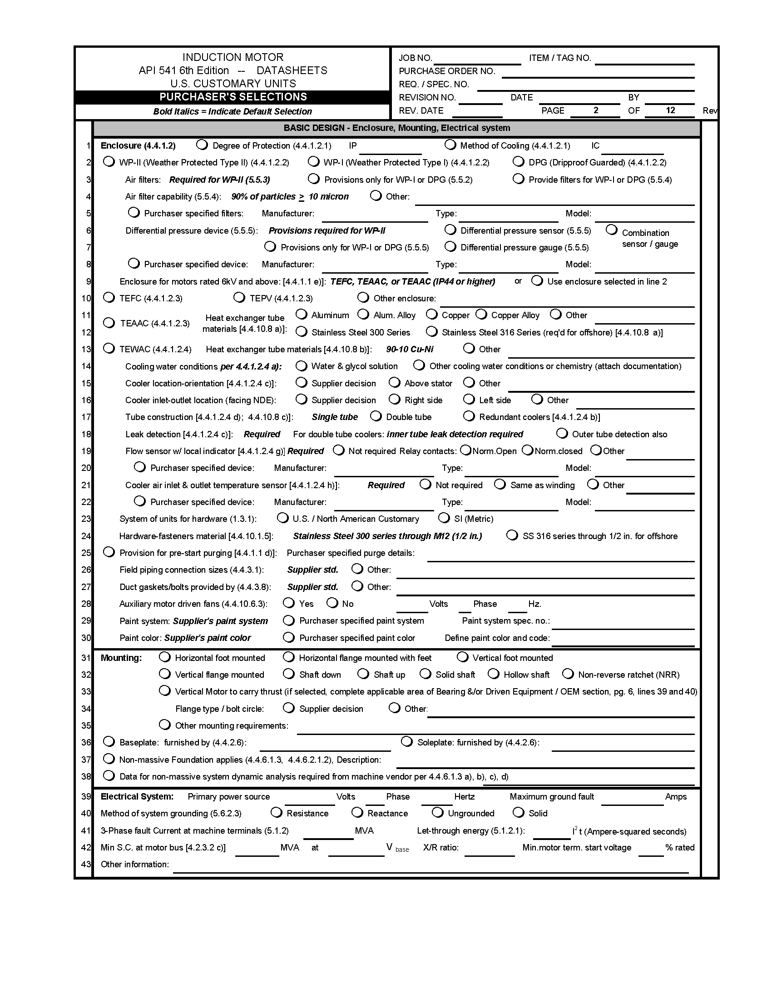 INDUCTION MOTOR
API 541 6th Edition -- DATASHEETS
U.S. CUSTOMARY UNITS
PURCHASER'S SELECTIONS
Bold Italics = Indicate Default Selection
JOB NO. ITEM / TAG NO.
PURCHASE ORDER NO.
REQ. / SPEC. NO.
REVISION NO. DATE BY
REV. DATE PAGE 2 OF 12 Rev
BASIC DESIGN - Enclosure, Mounting, Electrical system
1 Enclosure (4.4.1.2) Degree of Protection (4.4.1.2.1) IP Method of Cooling (4.4.1.2.1) IC
2 WP-II (Weather Protected Type II) (4.4.1.2.2) WP-I (Weather Protected Type I) (4.4.1.2.2) DPG (Dripproof Guarded) (4.4.1.2.2)
3 Air filters: Required for WP-II (5.5.3) Provisions only for WP-I or DPG (5.5.2) Provide filters for WP-I or DPG (5.5.4)
4 Air filter capability (5.5.4): 90% of particles ≥ 10 micron Other:
5 Purchaser specified filters: Manufacturer: Type: Model:
6 Differential pressure device (5.5.5): Provisions required for WP-II Differential pressure sensor (5.5.5) Combination
7 Provisions only for WP-I or DPG (5.5.5) Differential pressure gauge (5.5.5) sensor / gauge
8 Purchaser specified device: Manufacturer: Type: Model:
9 Enclosure for motors rated 6kV and above: [4.4.1.1 e)]: TEFC, TEAAC, or TEAAC (IP44 or higher) or Use enclosure selected in line 2
10 TEFC (4.4.1.2.3) TEPV (4.4.1.2.3) Other enclosure:
11 TEAAC (4.4.1.2.3) Heat exchanger tube Aluminum Alum. Alloy Copper Copper Alloy Other
12 materials [4.4.10.8 a)]: Stainless Steel 300 Series Stainless Steel 316 Series (req'd for offshore) [4.4.10.8 a)]
13 TEWAC (4.4.1.2.4) Heat exchanger tube materials [4.4.10.8 b)]: 90-10 Cu-Ni Other
14 Cooling water conditions per 4.4.1.2.4 a): Water & glycol solution Other cooling water conditions or chemistry (attach documentation)
15 Cooler location-orientation [4.4.1.2.4 c)]: Supplier decision Above stator Other
16 Cooler inlet-outlet location (facing NDE): Supplier decision Right side Left side Other
17 Tube construction [4.4.1.2.4 d); 4.4.10.8 c)]: Single tube Double tube Redundant coolers [4.4.1.2.4 b)]
18 Leak detection [4.4.1.2.4 c)]: Required For double tube coolers: inner tube leak detection required Outer tube detection also
19 Flow sensor w/ local indicator [4.4.1.2.4 g)] Required Not required Relay contacts: Norm.Open Norm.closed Other
20 Purchaser specified device: Manufacturer: Type: Model:
21 Cooler air inlet & outlet temperature sensor [4.4.1.2.4 h)]: Required Not required Same as winding Other
22 Purchaser specified device: Manufacturer: Type: Model:
23 System of units for hardware (1.3.1): U.S. / North American Customary SI (Metric)
24 Hardware-fasteners material [4.4.10.1.5]: Stainless Steel 300 series through M12 (1/2 in.) SS 316 series through 1/2 in. for offshore
25 Provision for pre-start purging [4.4.1.1 d)]: Purchaser specified purge details:
26 Field piping connection sizes (4.4.3.1): Supplier std. Other:
27 Duct gaskets/bolts provided by (4.4.3.8): Supplier std. Other:
28 Auxiliary motor driven fans (4.4.10.6.3): Yes No Volts Phase Hz.
29 Paint system: Supplier's paint system Purchaser specified paint system Paint system spec. no.:
30 Paint color: Supplier's paint color Purchaser specified paint color Define paint color and code:
31 Mounting: Horizontal foot mounted Horizontal flange mounted with feet Vertical foot mounted
32 Vertical flange mounted Shaft down Shaft up Solid shaft Hollow shaft Non-reverse ratchet (NRR)
33 Vertical Motor to carry thrust (if selected, complete applicable area of Bearing &/or Driven Equipment / OEM section, pg. 6, lines 39 and 40)
34 Flange type / bolt circle: Supplier decision Other:
35 Other mounting requirements:
36 Baseplate: furnished by (4.4.2.6): Soleplate: furnished by (4.4.2.6):
37 Non-massive Foundation applies (4.4.6.1.3, 4.4.6.2.1.2), Description:
38 Data for non-massive system dynamic analysis required from machine vendor per 4.4.6.1.3 a), b), c), d)
39 Electrical System: Primary power source Volts Phase Hertz Maximum ground fault Amps
40 Method of system grounding (5.6.2.3) Resistance Reactance Ungrounded Solid
41 3-Phase fault Current at machine terminals (5.1.2) MVA Let-through energy (5.1.2.1): I² t (Ampere-squared seconds)
42 Min S.C. at motor bus [4.2.3.2 c)] MVA at V base X/R ratio: Min.motor term. start voltage % rated
43 Other information: